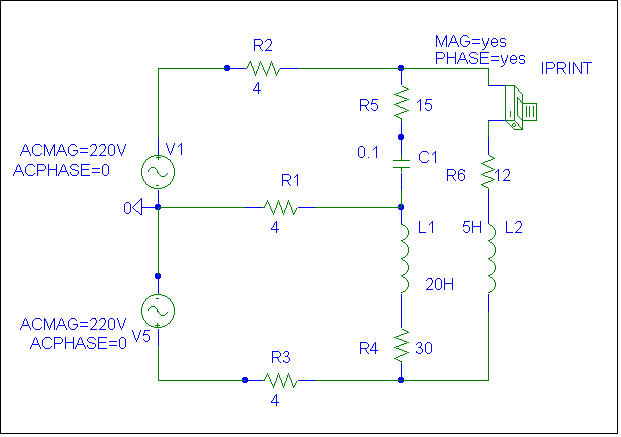 MAG=yes
PHASE=yes
IPRINT
R2
4
R5
15
ACMAG=220V
V1
ACPHASE=0
0.1
C1
R6
12
R1
4
0
L1
5H
L2
20H
ACMAG=220V
V5
ACPHASE=0
R3
4
R4
30